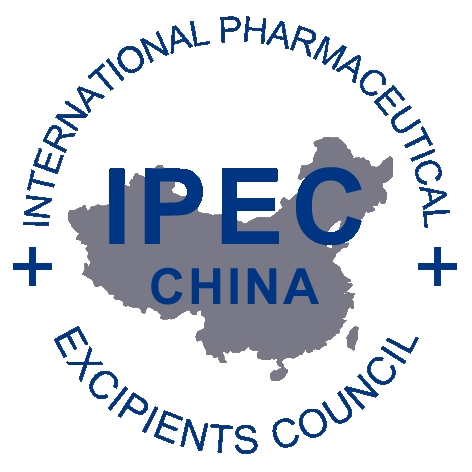 INTERNATIONAL PHARMACEUTICAL
IPEC
CHINA
EXCIPIENTS COUNCIL